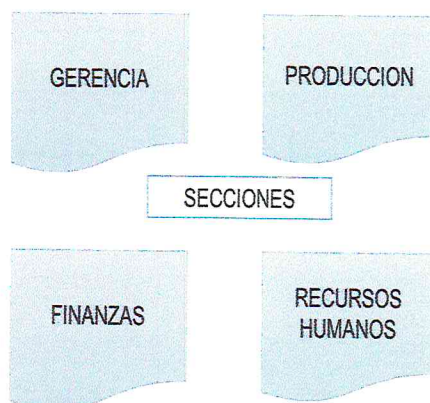 GERENCIA
PRODUCCION
SECCIONES
FINANZAS
RECURSOS
HUMANOS